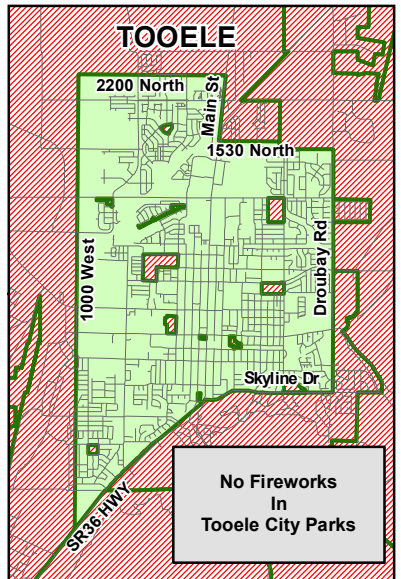 TOOELE
2200 North
Main St
1530 North
1000 West
Droubay Rd
Skyline Dr
SR36 HWY
No Fireworks
In
Tooele City Parks